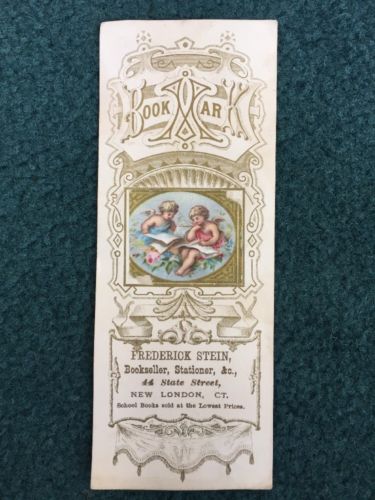 BOOK MARK
FREDERICK STEIN,
Bookseller, Stationer, &c.,
44 State Street,
NEW LONDON, CT.
School Books sold at the Lowest Prices.